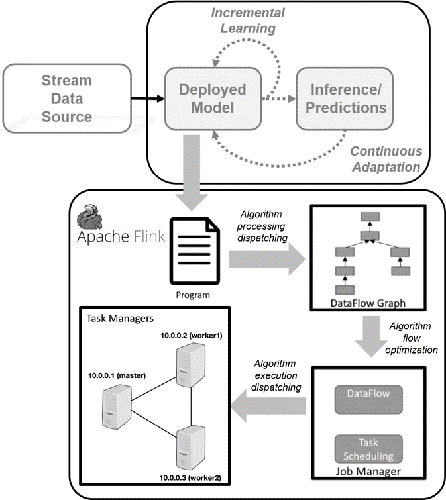 Incremental
Learning
Stream
Data
Source
Deployed
Model
Inference/
Predictions
Continuous
Adaptation
Apache Flink
Program
Algorithm
processing
dispatching
DataFlow Graph
Algorithm
flow
optimization
Task Managers
10.0.0.2 (worker1)
10.0.0.1 (master)
10.0.0.3 (worker2)
Algorithm
execution
dispatching
DataFlow
Task
Scheduling
Job Manager